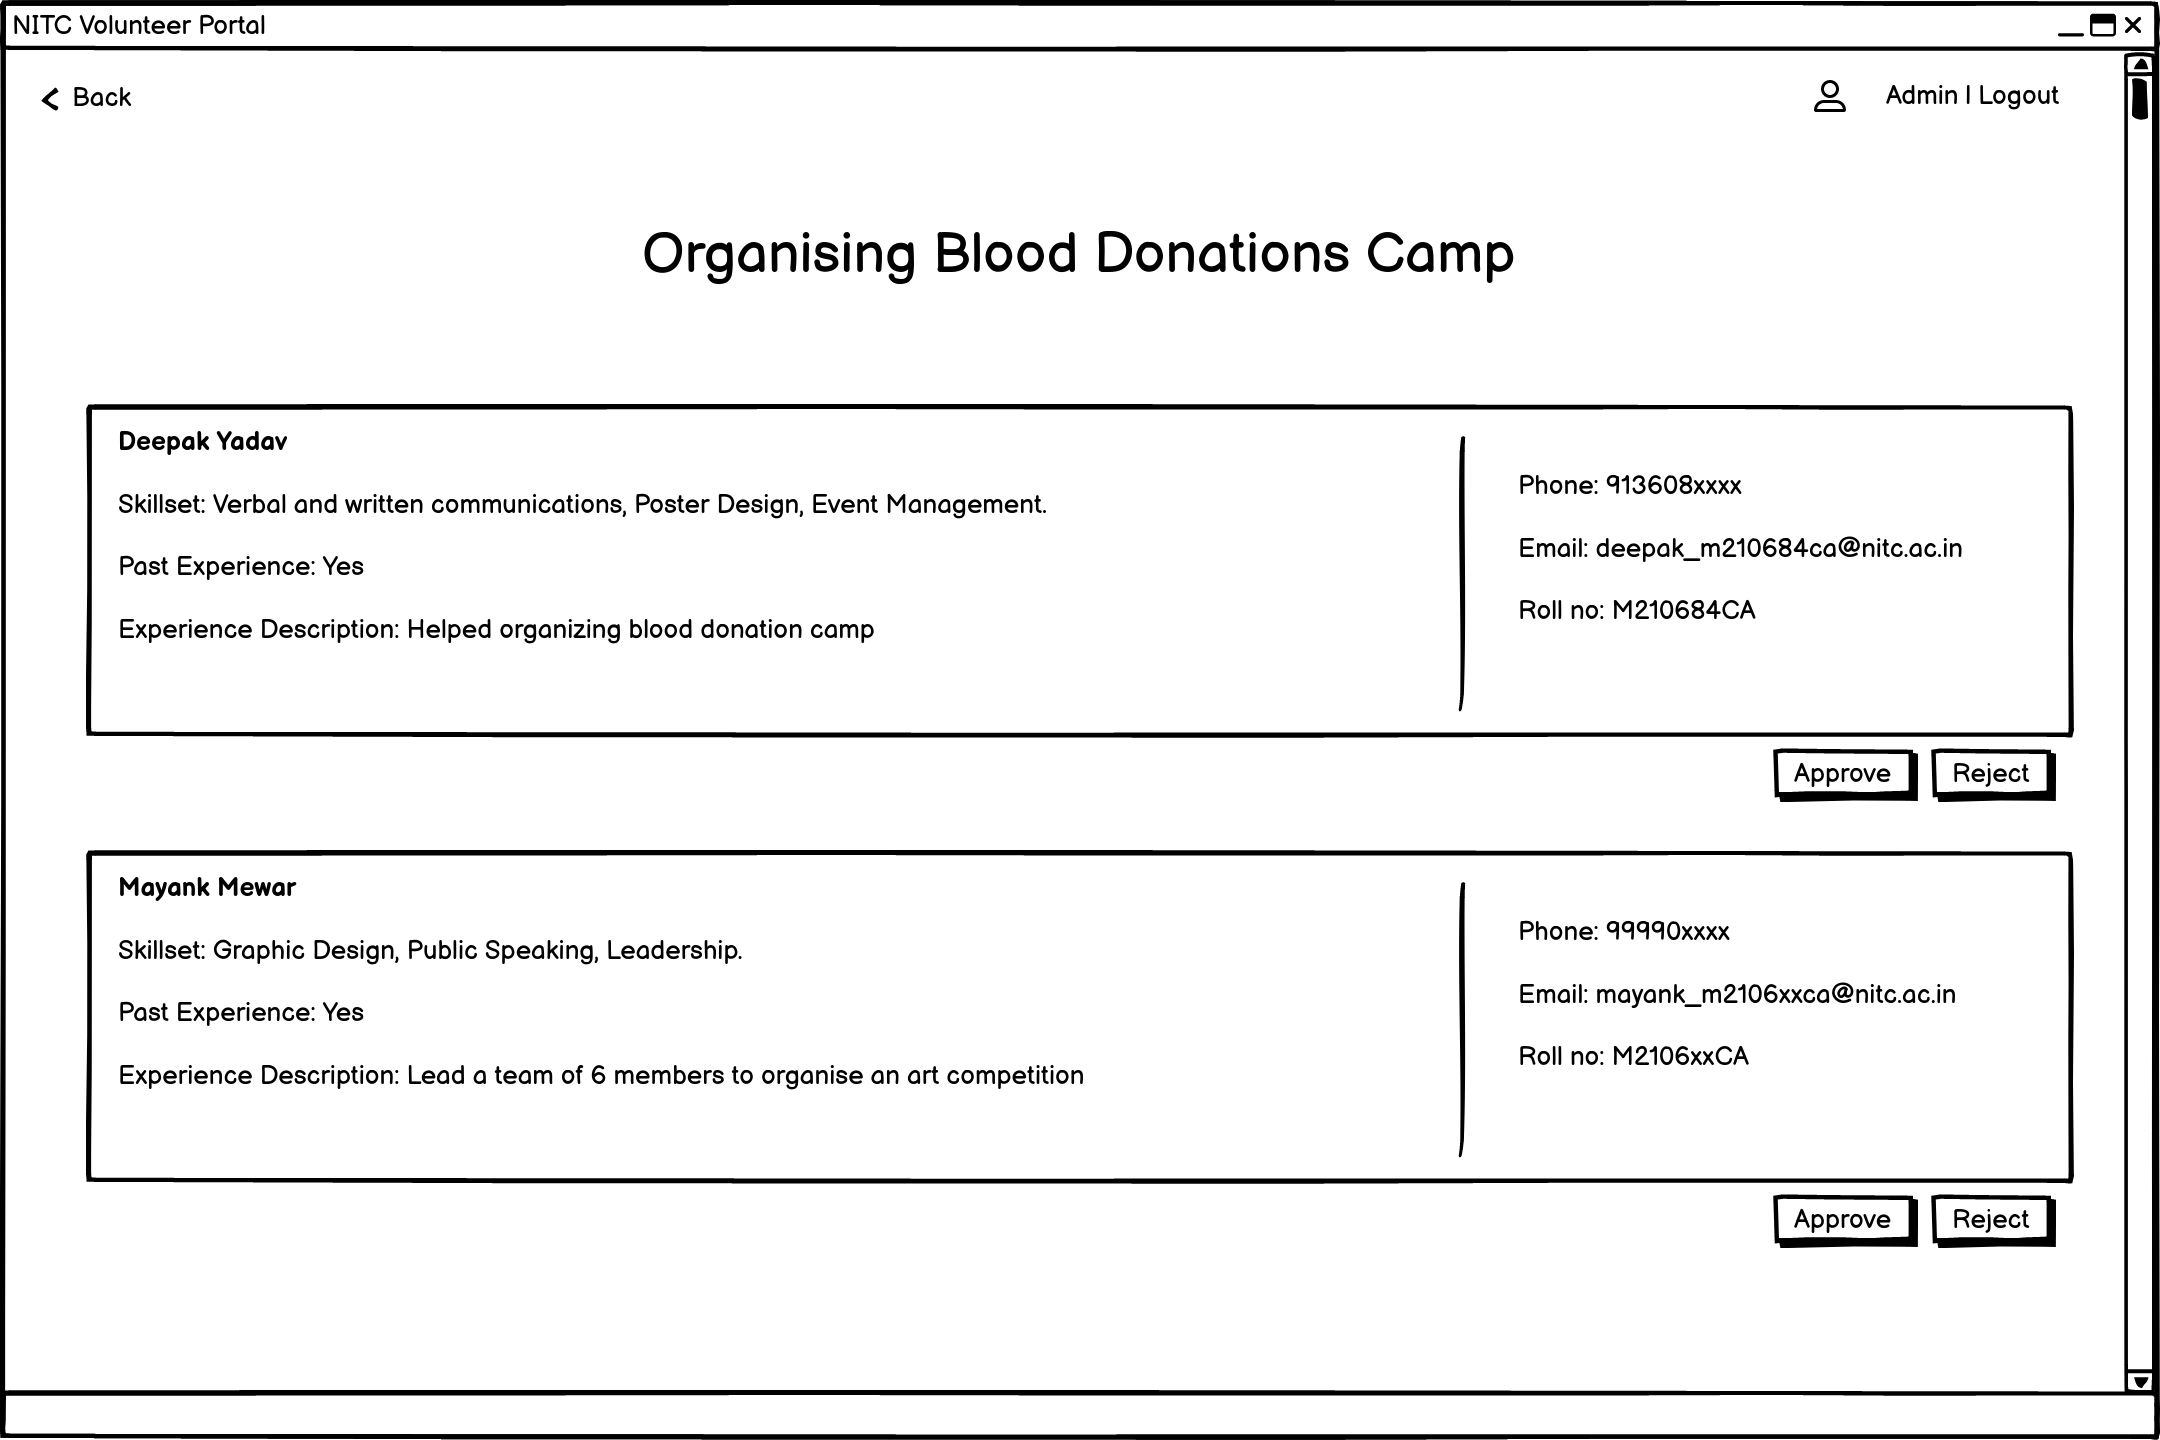 NITC Volunteer Portal
Back
Admin | Logout
Organising Blood Donations Camp
Deepak Yadav
Skillset: Verbal and written communications, Poster Design, Event Management.
Past Experience: Yes
Experience Description: Helped organizing blood donation camp
Phone: 913608xxxx
Email: deepak_m210684ca@nitc.ac.in
Roll no: M210684CA
Approve
Reject
Mayank Mewar
Skillset: Graphic Design, Public Speaking, Leadership.
Past Experience: Yes
Experience Description: Lead a team of 6 members to organise an art competition
Phone: 99990xxxx
Email: mayank_m2106xxca@nitc.ac.in
Roll no: M2106xxCA
Approve
Reject